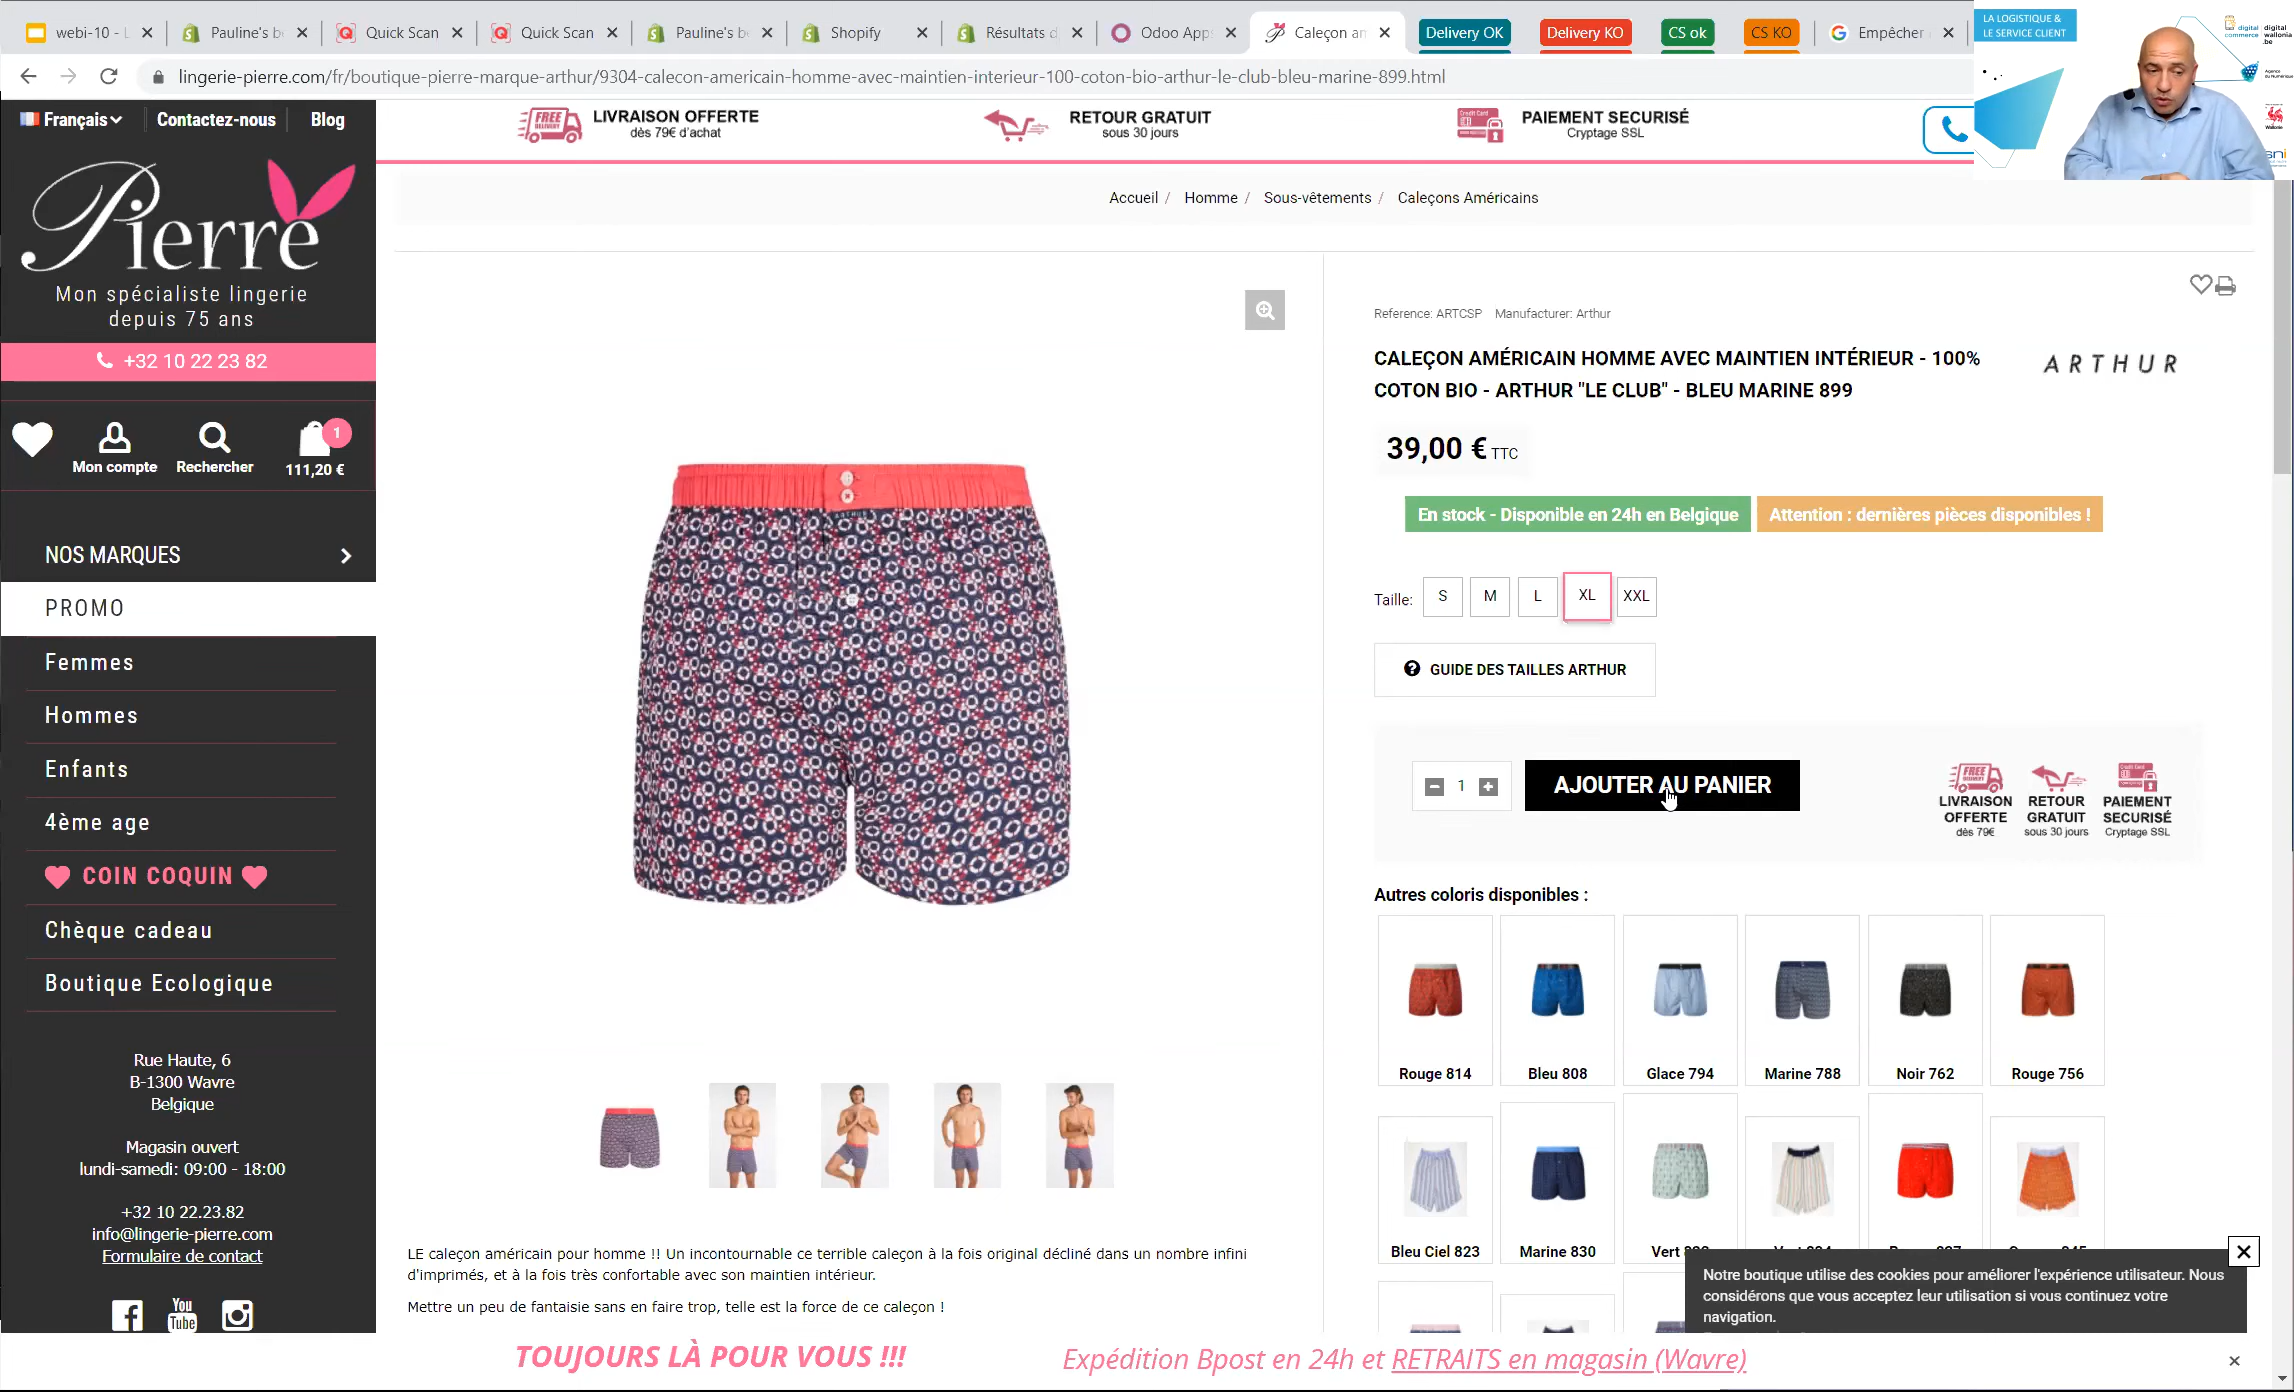 webi-10 - L
Pauline's b
Quick Scan
Quick Scan
Pauline's b
Shopify
Résultats d
Odoo Apps
Caleçon am
Delivery OK
Delivery KO
CS ok
CS KO
Empêcher
lingerie-pierre.com/fr/boutique-pierre-marque-arthur/9304-calecon-americain-homme-avec-maintien-interieur-100-coton-bio-arthur-le-club-bleu-marine-899.html
LA LOGISTIQUE &
LE SERVICE CLIENT
digital
commerce
digital
wallonia
.be
Français
Contactez-nous
Blog
FREE
DELIVERY
LIVRAISON OFFERTE
dès 79€ d'achat
RETOUR GRATUIT
sous 30 jours
Credit Card
PAIEMENT SECURISÉ
Cryptage SSL
Pierre
Mon spécialiste lingerie
depuis 75 ans
+32 10 22 23 82
1
Mon compte
Rechercher
111,20 €
NOS MARQUES
PROMO
Femmes
Hommes
Enfants
4ème age
COIN COQUIN
Chèque cadeau
Boutique Ecologique
Rue Haute, 6
B-1300 Wavre
Belgique
Magasin ouvert
lundi-samedi: 09:00 - 18:00
+32 10 22.23.82
info@lingerie-pierre.com
Formulaire de contact
You
Tube
Accueil / Homme / Sous-vêtements / Caleçons Américains
Reference: ARTCSP Manufacturer: Arthur
CALEÇON AMÉRICAIN HOMME AVEC MAINTIEN INTÉRIEUR - 100%
COTON BIO - ARTHUR "LE CLUB" - BLEU MARINE 899
ARTHUR
39,00 € TTC
En stock - Disponible en 24h en Belgique
Attention : dernières pièces disponibles !
Taille: S M L XL XXL
GUIDE DES TAILLES ARTHUR
1
AJOUTER AU PANIER
FREE
LIVRAISON
OFFERTE
dès 79€
RETOUR
GRATUIT
sous 30 jours
PAIEMENT
SECURISÉ
Cryptage SSL
Autres coloris disponibles :
Rouge 814
Bleu 808
Glace 794
Marine 788
Noir 762
Rouge 756
Bleu Ciel 823
Marine 830
Vert
LE caleçon américain pour homme !! Un incontournable ce terrible caleçon à la fois original décliné dans un nombre infini
d'imprimés, et à la fois très confortable avec son maintien intérieur.
Mettre un peu de fantaisie sans en faire trop, telle est la force de ce caleçon !
Notre boutique utilise des cookies pour améliorer l'expérience utilisateur. Nous
considérons que vous acceptez leur utilisation si vous continuez votre
navigation.
TOUJOURS LÀ POUR VOUS !!!
Expédition Bpost en 24h et RETRAITS en magasin (Wavre)